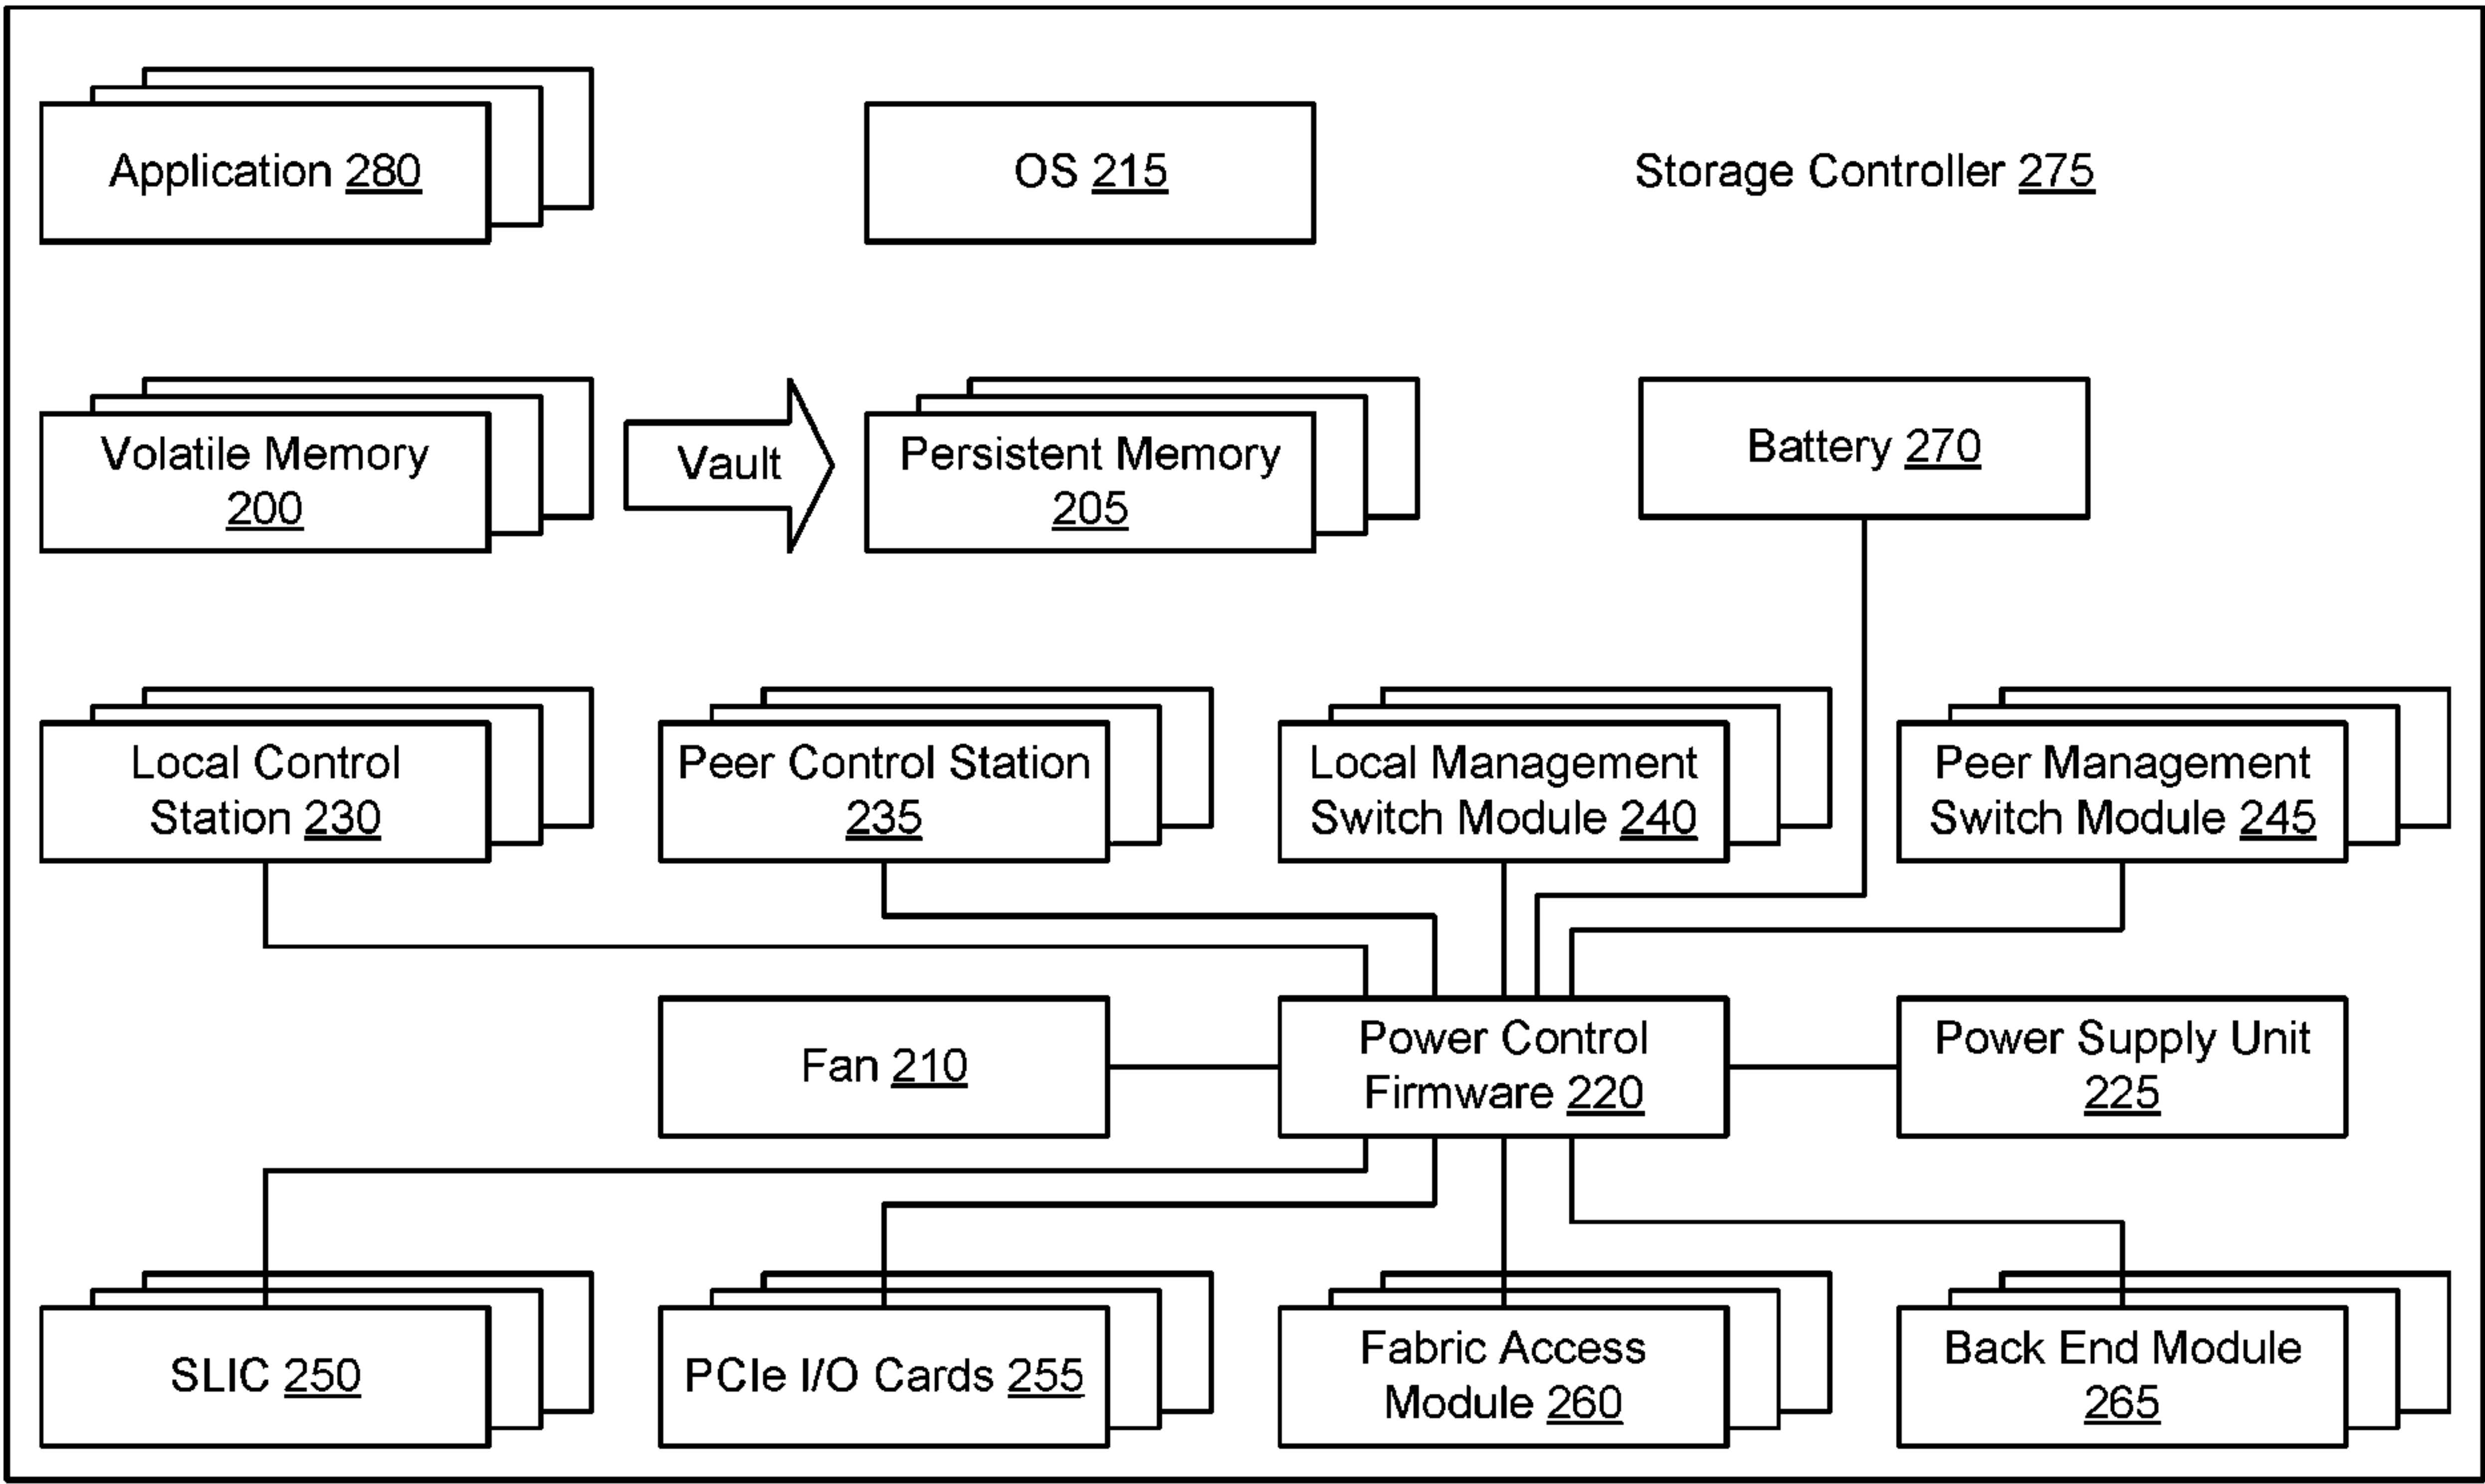 Application 280
OS 215
Storage Controller 275
Volatile Memory
200
Vault
Persistent Memory
205
Battery 270
Local Control
Station 230
Peer Control Station
235
Local Management
Switch Module 240
Peer Management
Switch Module 245
Fan 210
Power Control
Firmware 220
Power Supply Unit
225
SLIC 250
PCIe I/O Cards 255
Fabric Access
Module 260
Back End Module
265